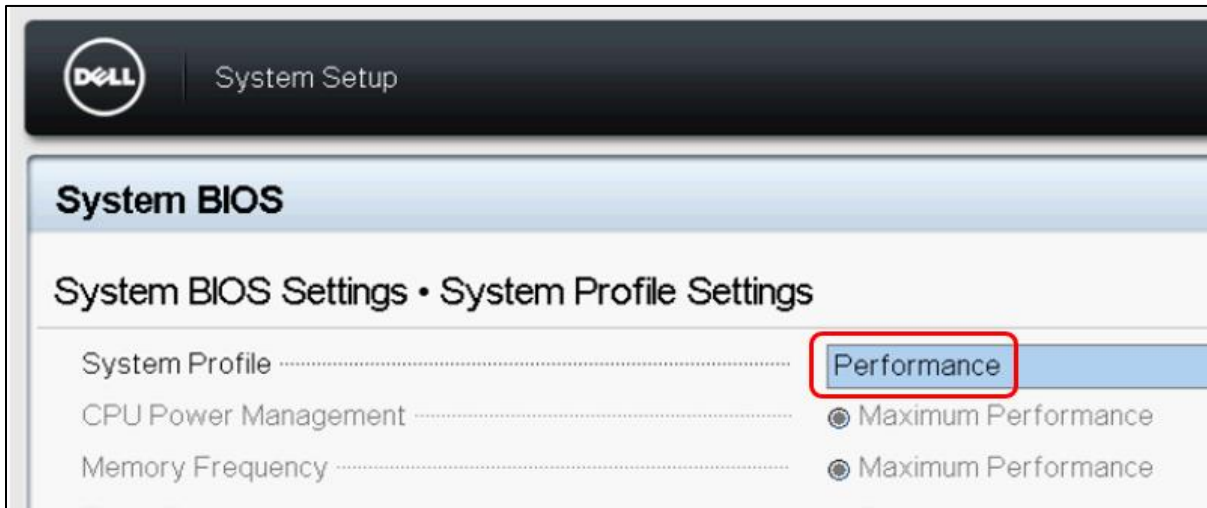 DELL
System Setup
System BIOS
System BIOS Settings • System Profile Settings
System Profile Performance
CPU Power Management Maximum Performance
Memory Frequency Maximum Performance